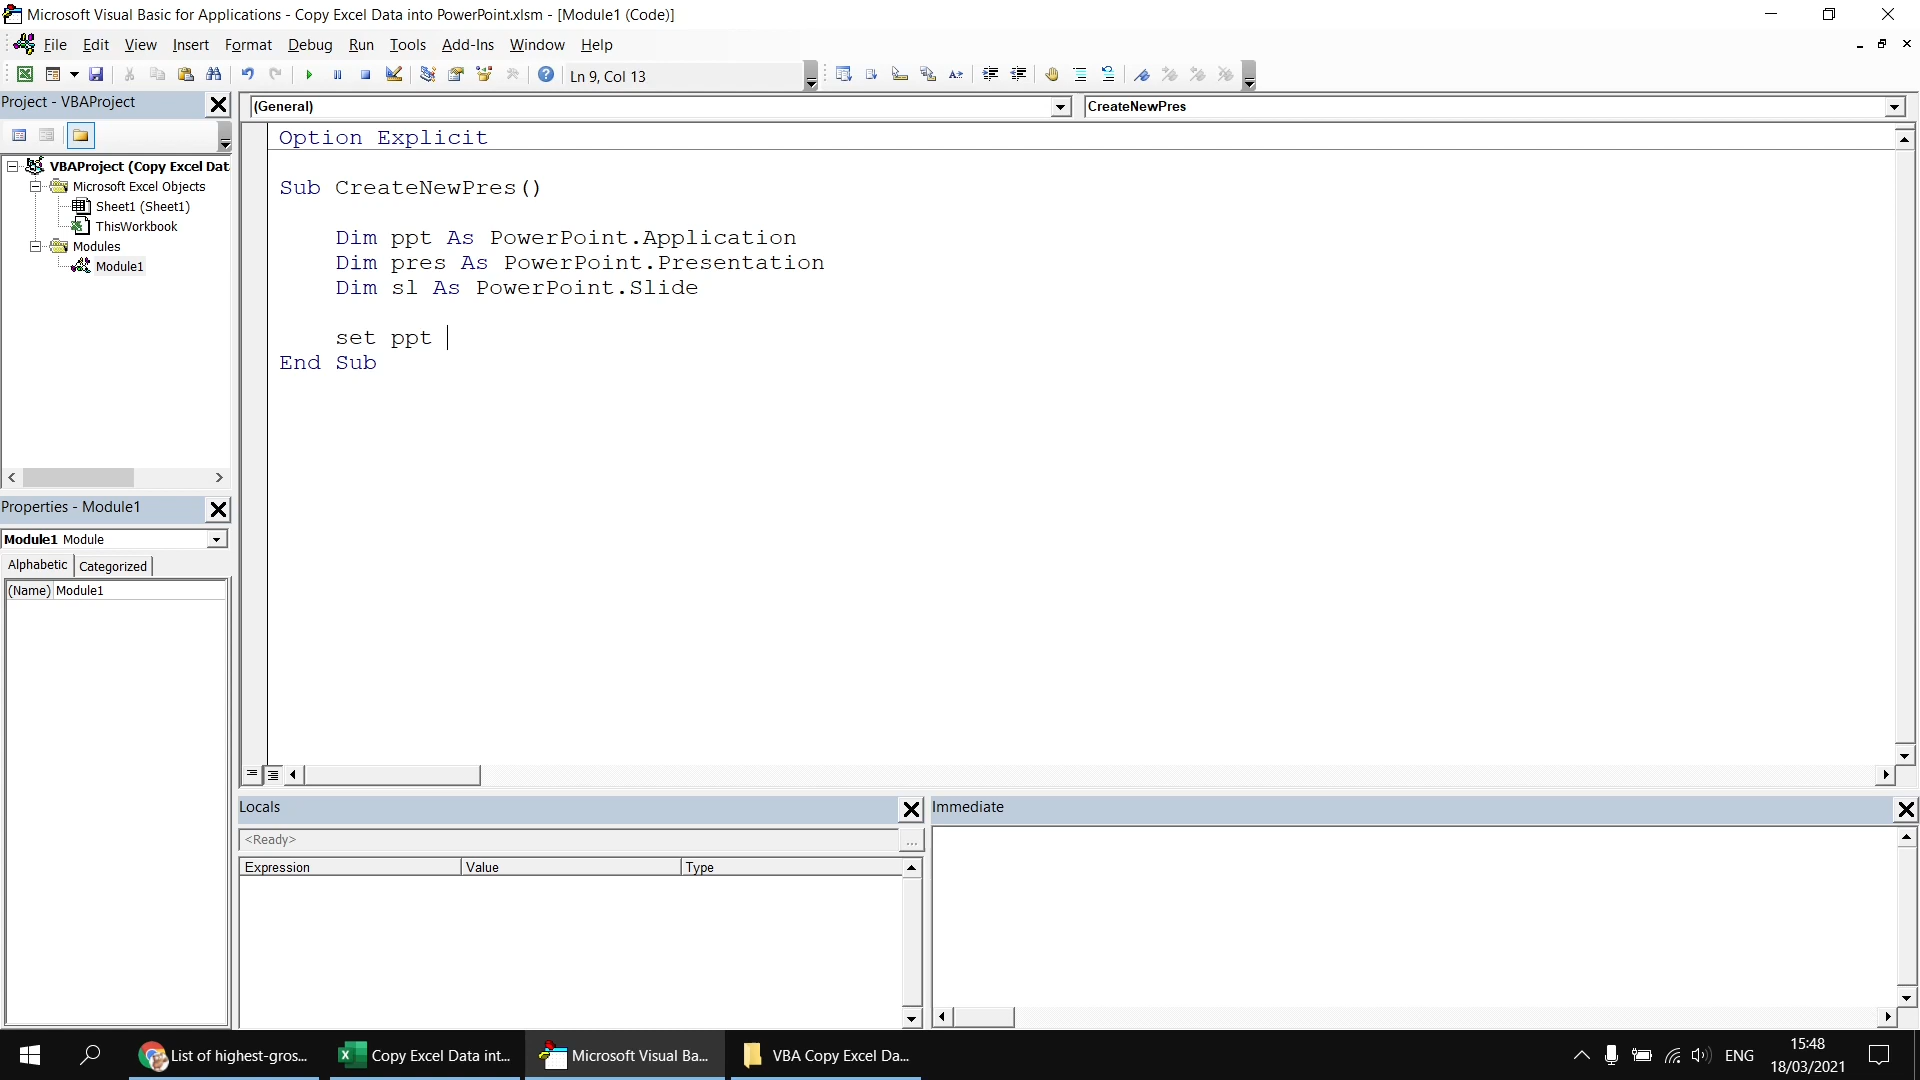 Microsoft Visual Basic for Applications - Copy Excel Data into PowerPoint.xlsm - [Module1 (Code)]
File Edit View Insert Format Debug Run Tools Add-Ins Window Help
Ln 9, Col 13
Project - VBAProject
(General)
CreateNewPres
VBAProject (Copy Excel Dat
Microsoft Excel Objects
Sheet1 (Sheet1)
ThisWorkbook
Modules
Module1
Option Explicit
Sub CreateNewPres()
Dim ppt As PowerPoint.Application
Dim pres As PowerPoint.Presentation
Dim sl As PowerPoint.Slide
set ppt
End Sub
Properties - Module1
Module1 Module
Alphabetic Categorized
(Name) Module1
Locals
<Ready>
...
Expression Value Type
Immediate
List of highest-gros...
Copy Excel Data int...
Microsoft Visual Ba...
VBA Copy Excel Da...
ENG
15:48
18/03/2021